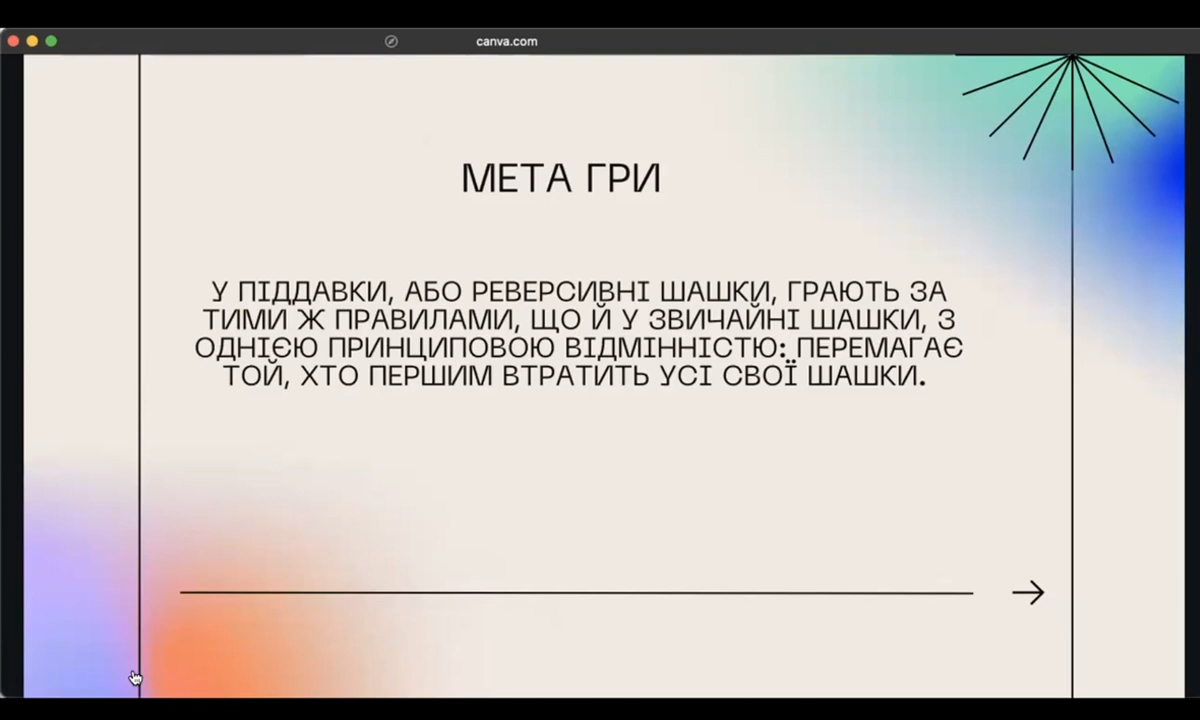 canva.com
МЕТА ГРИ
У ПІДДАВКИ, АБО РЕВЕРСИВНІ ШАШКИ, ГРАЮТЬ ЗА
ТИМИ Ж ПРАВИЛАМИ, ЩО Й У ЗВИЧАЙНІ ШАШКИ, З
ОДНІЄЮ ПРИНЦИПОВОЮ ВІДМІННІСТЮ: ПЕРЕМАГАЄ
ТОЙ, ХТО ПЕРШИМ ВТРАТИТЬ УСІ СВОЇ ШАШКИ.